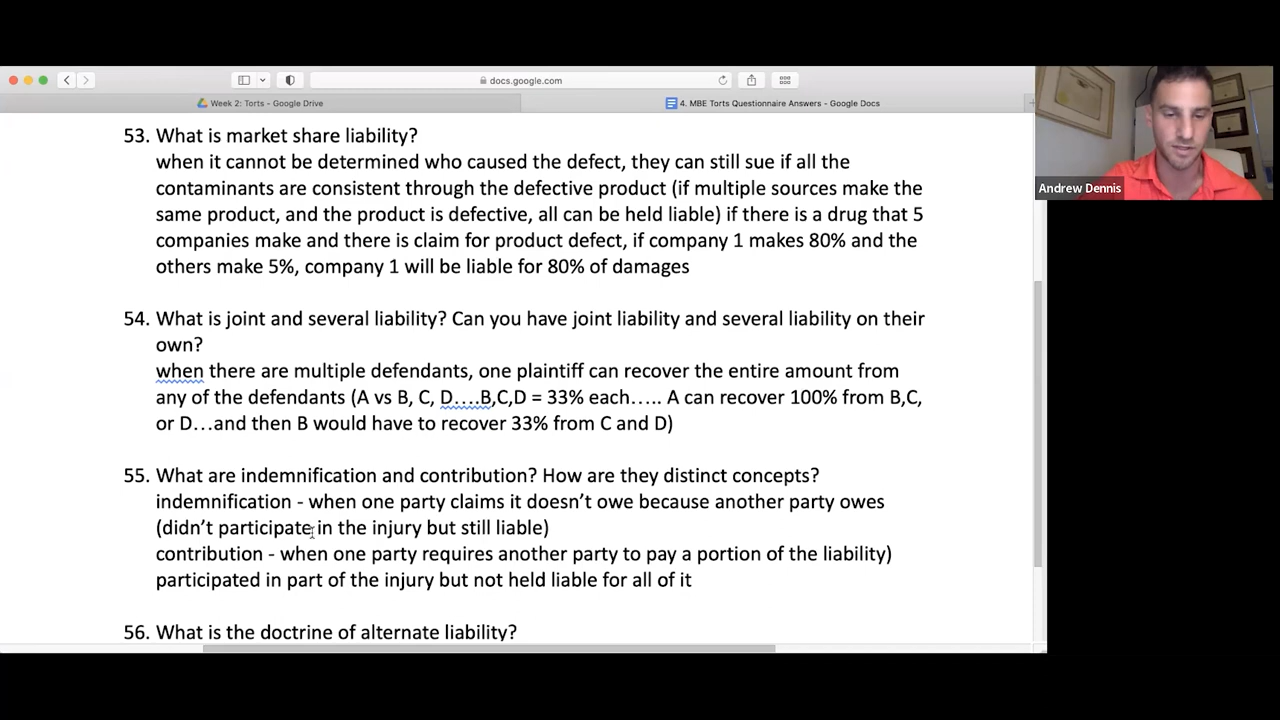 docs.google.com
Week 2: Torts - Google Drive
4. MBE Torts Questionnaire Answers - Google Docs
Andrew Dennis
53. What is market share liability?
when it cannot be determined who caused the defect, they can still sue if all the
contaminants are consistent through the defective product (if multiple sources make the
same product, and the product is defective, all can be held liable) if there is a drug that 5
companies make and there is claim for product defect, if company 1 makes 80% and the
others make 5%, company 1 will be liable for 80% of damages
54. What is joint and several liability? Can you have joint liability and several liability on their
own?
when there are multiple defendants, one plaintiff can recover the entire amount from
any of the defendants (A vs B, C, D....B,C,D = 33% each….. A can recover 100% from B,C,
or D…and then B would have to recover 33% from C and D)
55. What are indemnification and contribution? How are they distinct concepts?
indemnification - when one party claims it doesn’t owe because another party owes
(didn’t participate in the injury but still liable)
contribution - when one party requires another party to pay a portion of the liability)
participated in part of the injury but not held liable for all of it
56. What is the doctrine of alternate liability?